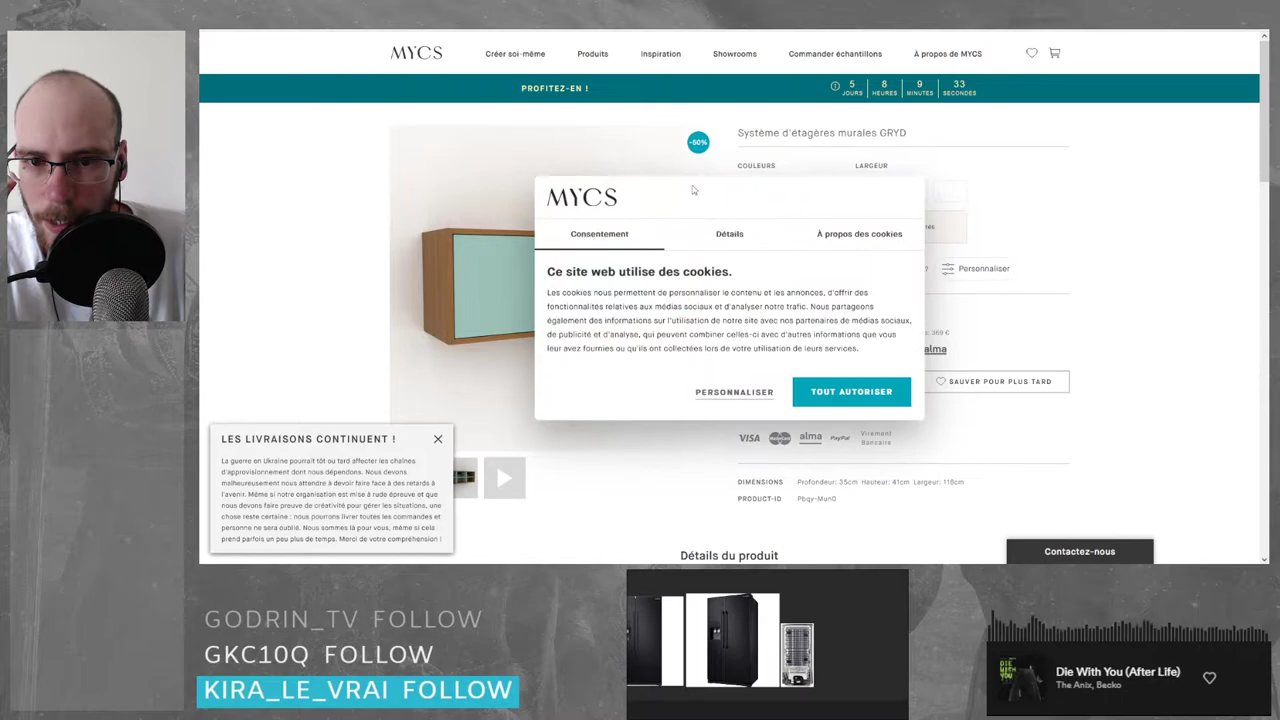 MYCS
Créer soi-même
Produits
Inspiration
Showrooms
Commander échantillons
À propos de MYCS
PROFITEZ-EN !
5 8 9 33
JOURS HEURES MINUTES SECONDES
-50%
Système d'étagères murales GRYD
COULEURS
LARGEUR
MYCS
Consentement
Détails
À propos des cookies
Ce site web utilise des cookies.
Les cookies nous permettent de personnaliser le contenu et les annonces, d'offrir des
fonctionnalités relatives aux médias sociaux et d'analyser notre trafic. Nous partageons
également des informations sur l'utilisation de notre site avec nos partenaires de médias sociaux,
de publicité et d'analyse, qui peuvent combiner celles-ci avec d'autres informations que vous
leur avez fournies ou qu'ils ont collectées lors de votre utilisation de leurs services.
PERSONNALISER
TOUT AUTORISER
Personnaliser
369 €
alma
SAUVER POUR PLUS TARD
VISA
MasterCard
alma
PayPal
Virement
Bancaire
DIMENSIONS Profondeur: 35cm Hauteur: 41cm Largeur: 118cm
PRODUCT-ID Pbqy-Mun0
LES LIVRAISONS CONTINUENT !
La guerre en Ukraine pourrait tôt ou tard affecter les chaînes
d'approvisionnement dont nous dépendons. Nous devons
malheureusement nous attendre à devoir faire face à des retards à
l'avenir. Même si notre organisation est mise à rude épreuve et que
nous devons faire preuve de créativité pour gérer les situations, une
chose reste certaine : nous pourrons livrer toutes les commandes et
personne ne sera oublié. Nous sommes là pour vous, même si cela
prend parfois un peu plus de temps. Merci de votre compréhension !
Détails du produit
Contactez-nous
GODRIN_TV FOLLOW
GKC10Q FOLLOW
KIRA_LE_VRAI FOLLOW
DIE WITH YOU
Die With You (After Life)
The Anix, Becko